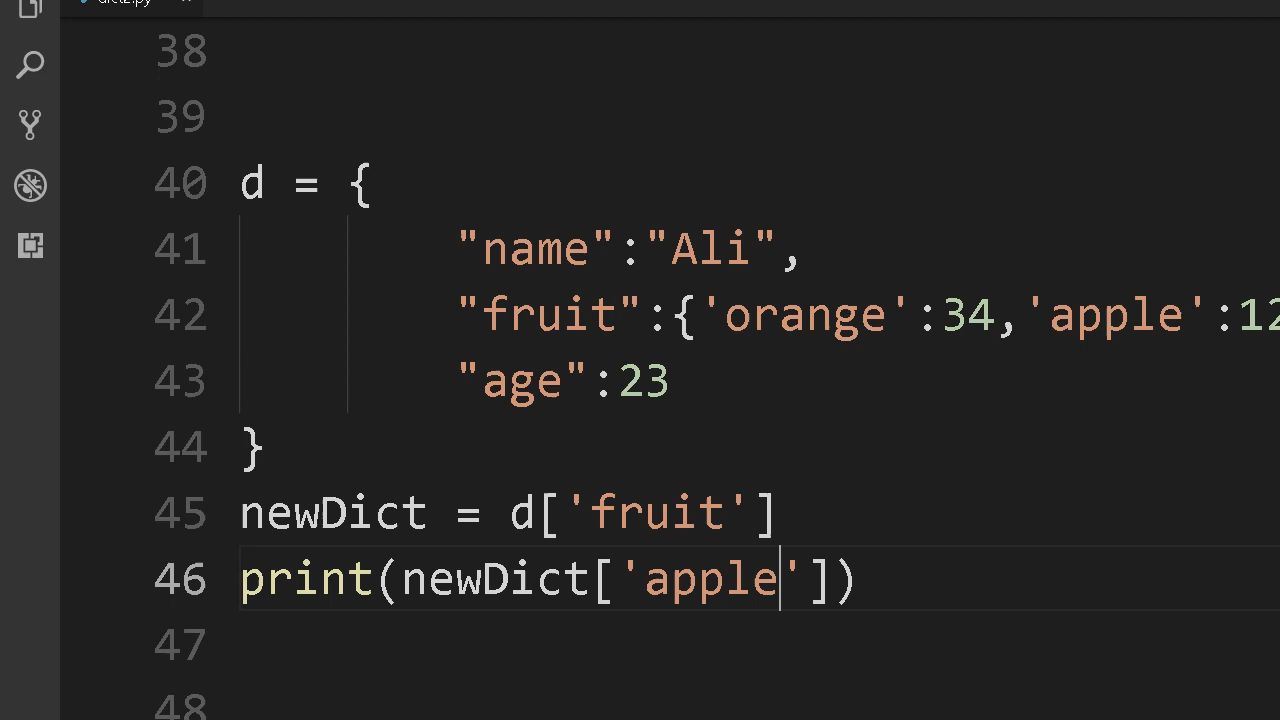 38
39
40 d = {
41 "name":"Ali",
42 "fruit":{'orange':34,'apple':12
43 "age":23
44 }
45 newDict = d['fruit']
46 print(newDict['apple'])
47
48